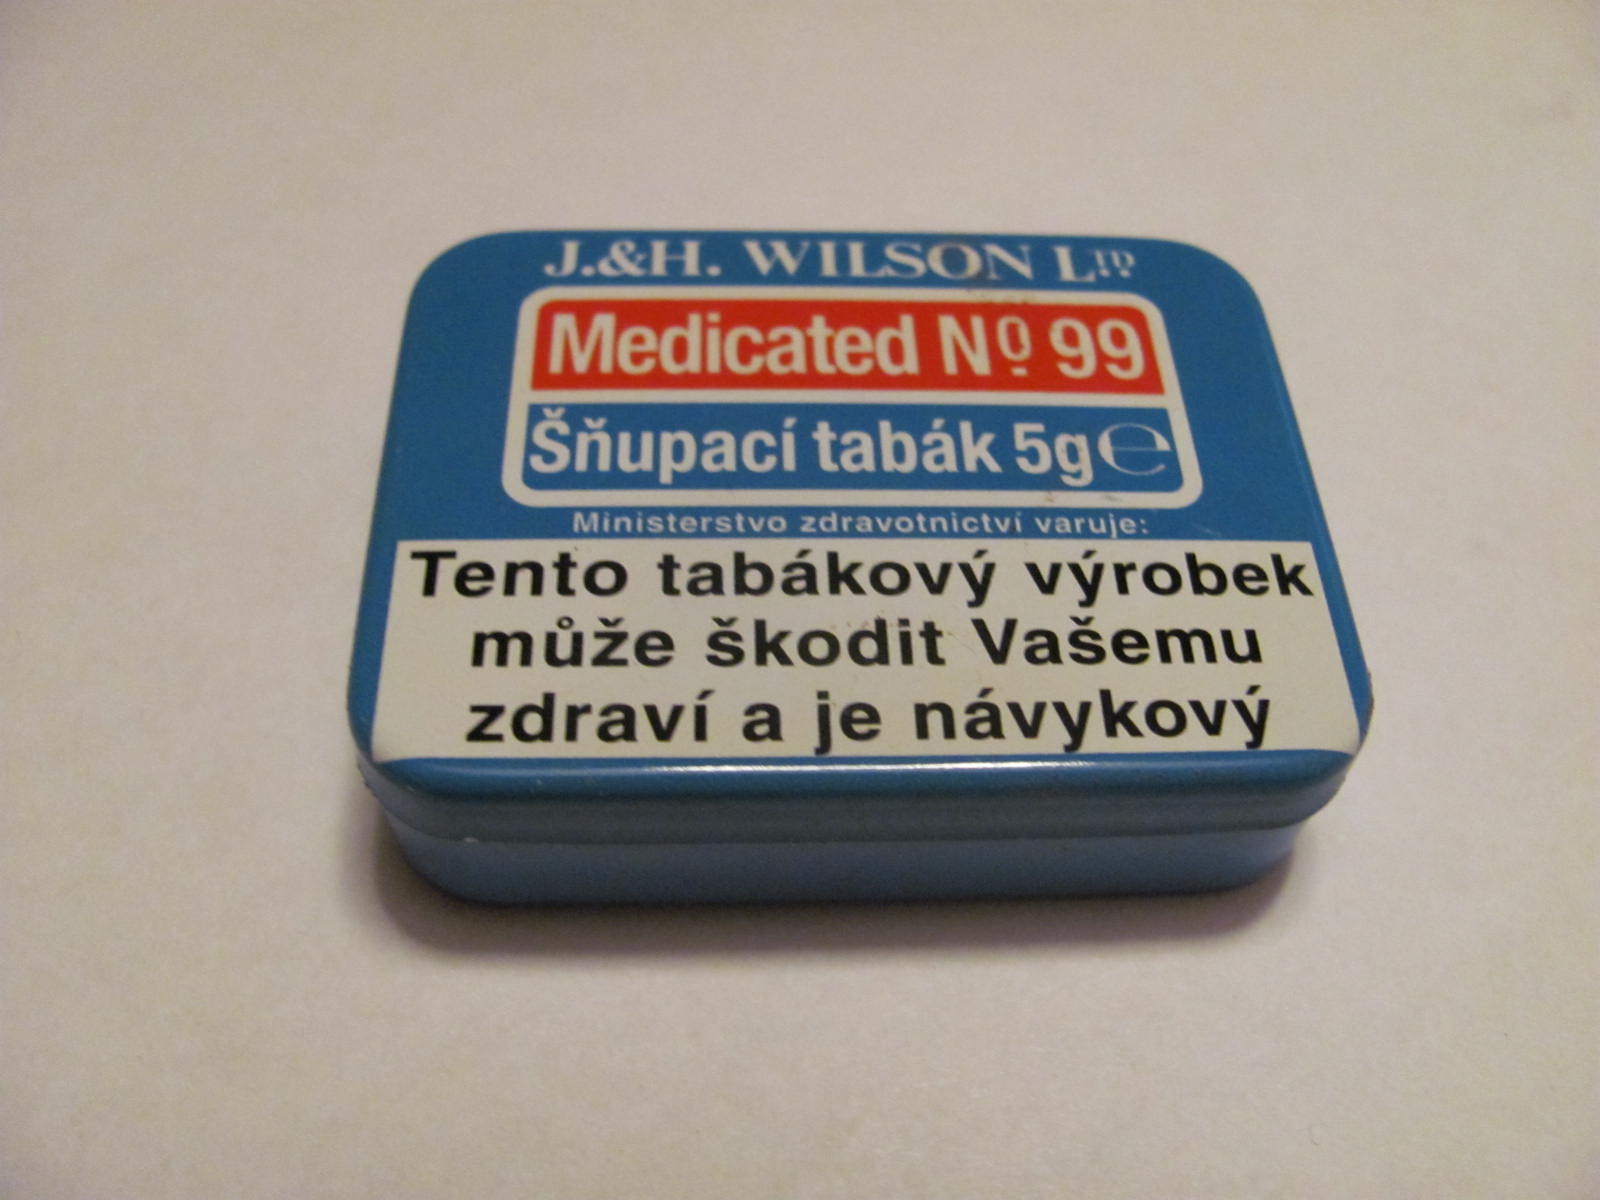 J.&H. WILSON LTD.
Medicated Nº 99
Šňupací tabák 5g ℮
Ministerstvo zdravotnictví varuje:
Tento tabákový výrobek
může škodit Vašemu
zdraví a je návykový